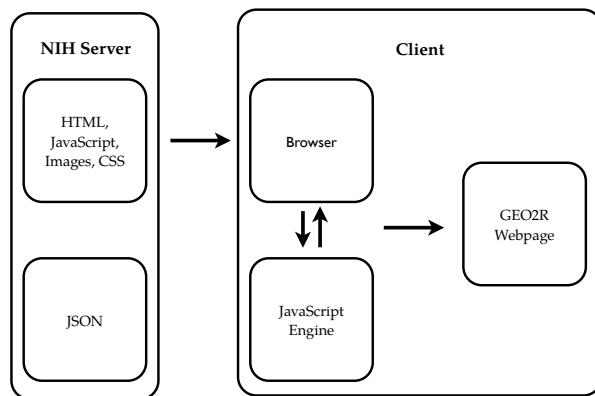 NIH Server
HTML,
JavaScript,
Images, CSS
JSON
Client
Browser
JavaScript
Engine
GEO2R
Webpage